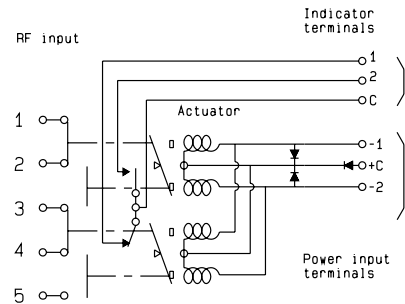 Indicator
terminals
RF input
1
2
C
Actuator
1
2
3
4
5
-1
+C
-2
Power input
terminals